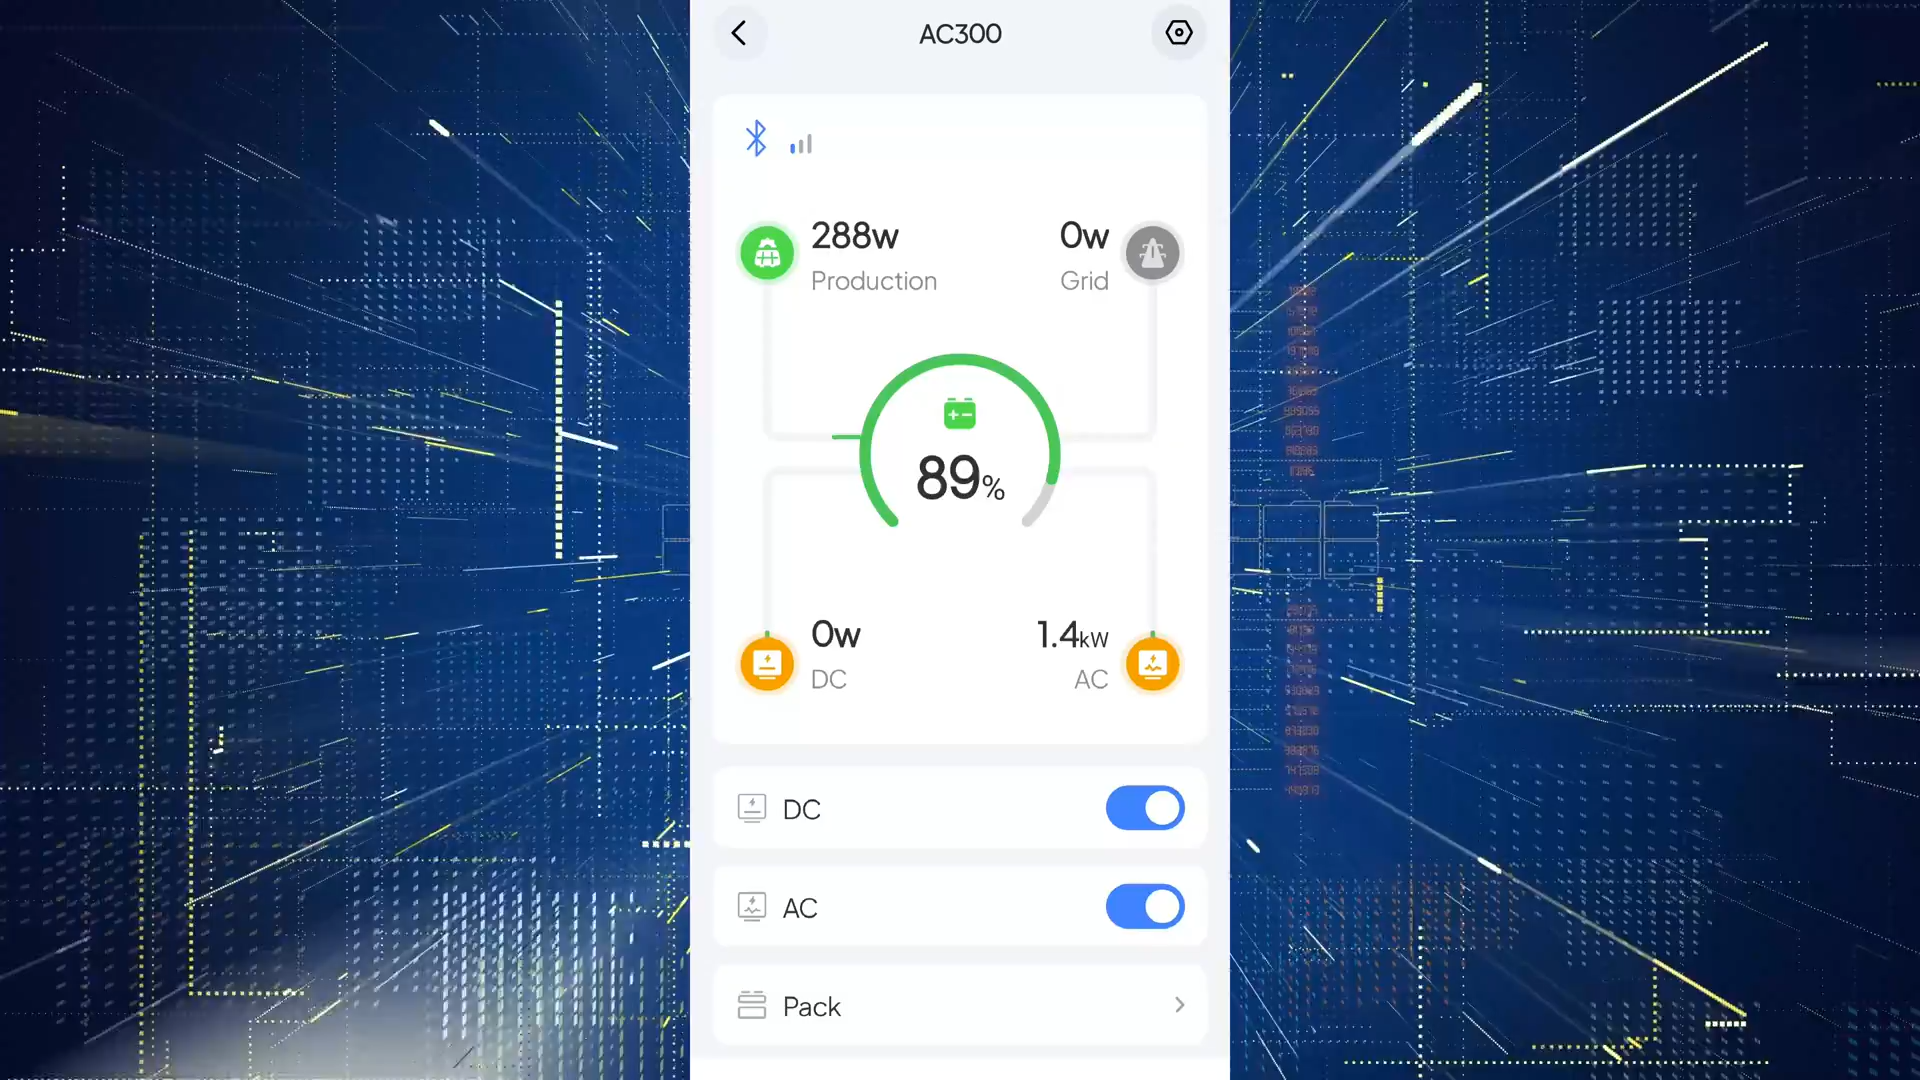 AC300
288w
Production
0w
Grid
89%
0w
DC
1.4kW
AC
DC
AC
Pack